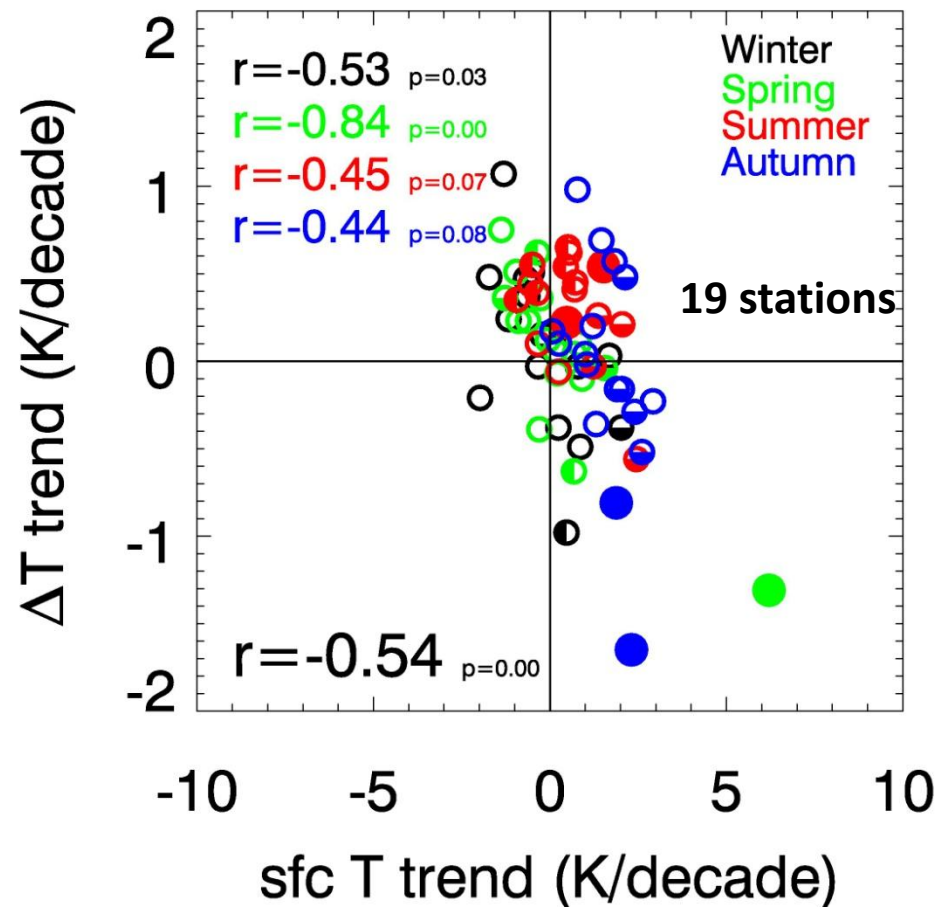 2
1
0
-1
-2
ΔT trend (K/decade)
r=-0.53 p=0.03
r=-0.84 p=0.00
r=-0.45 p=0.07
r=-0.44 p=0.08
Winter
Spring
Summer
Autumn
19 stations
r=-0.54 p=0.00
-10 -5 0 5 10
sfc T trend (K/decade)